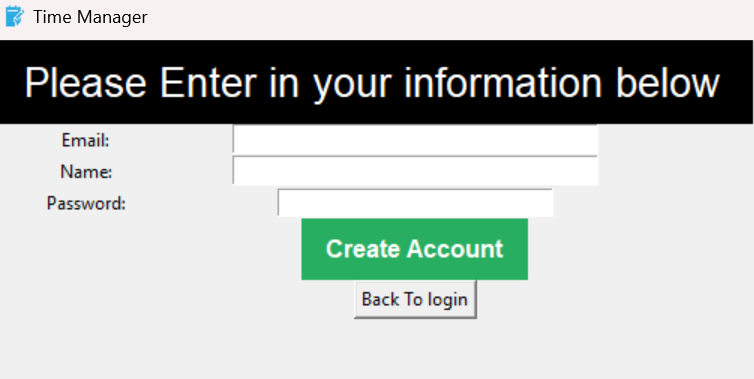 Time Manager
Please Enter in your information below
Email:
Name:
Password:
Create Account
Back To login